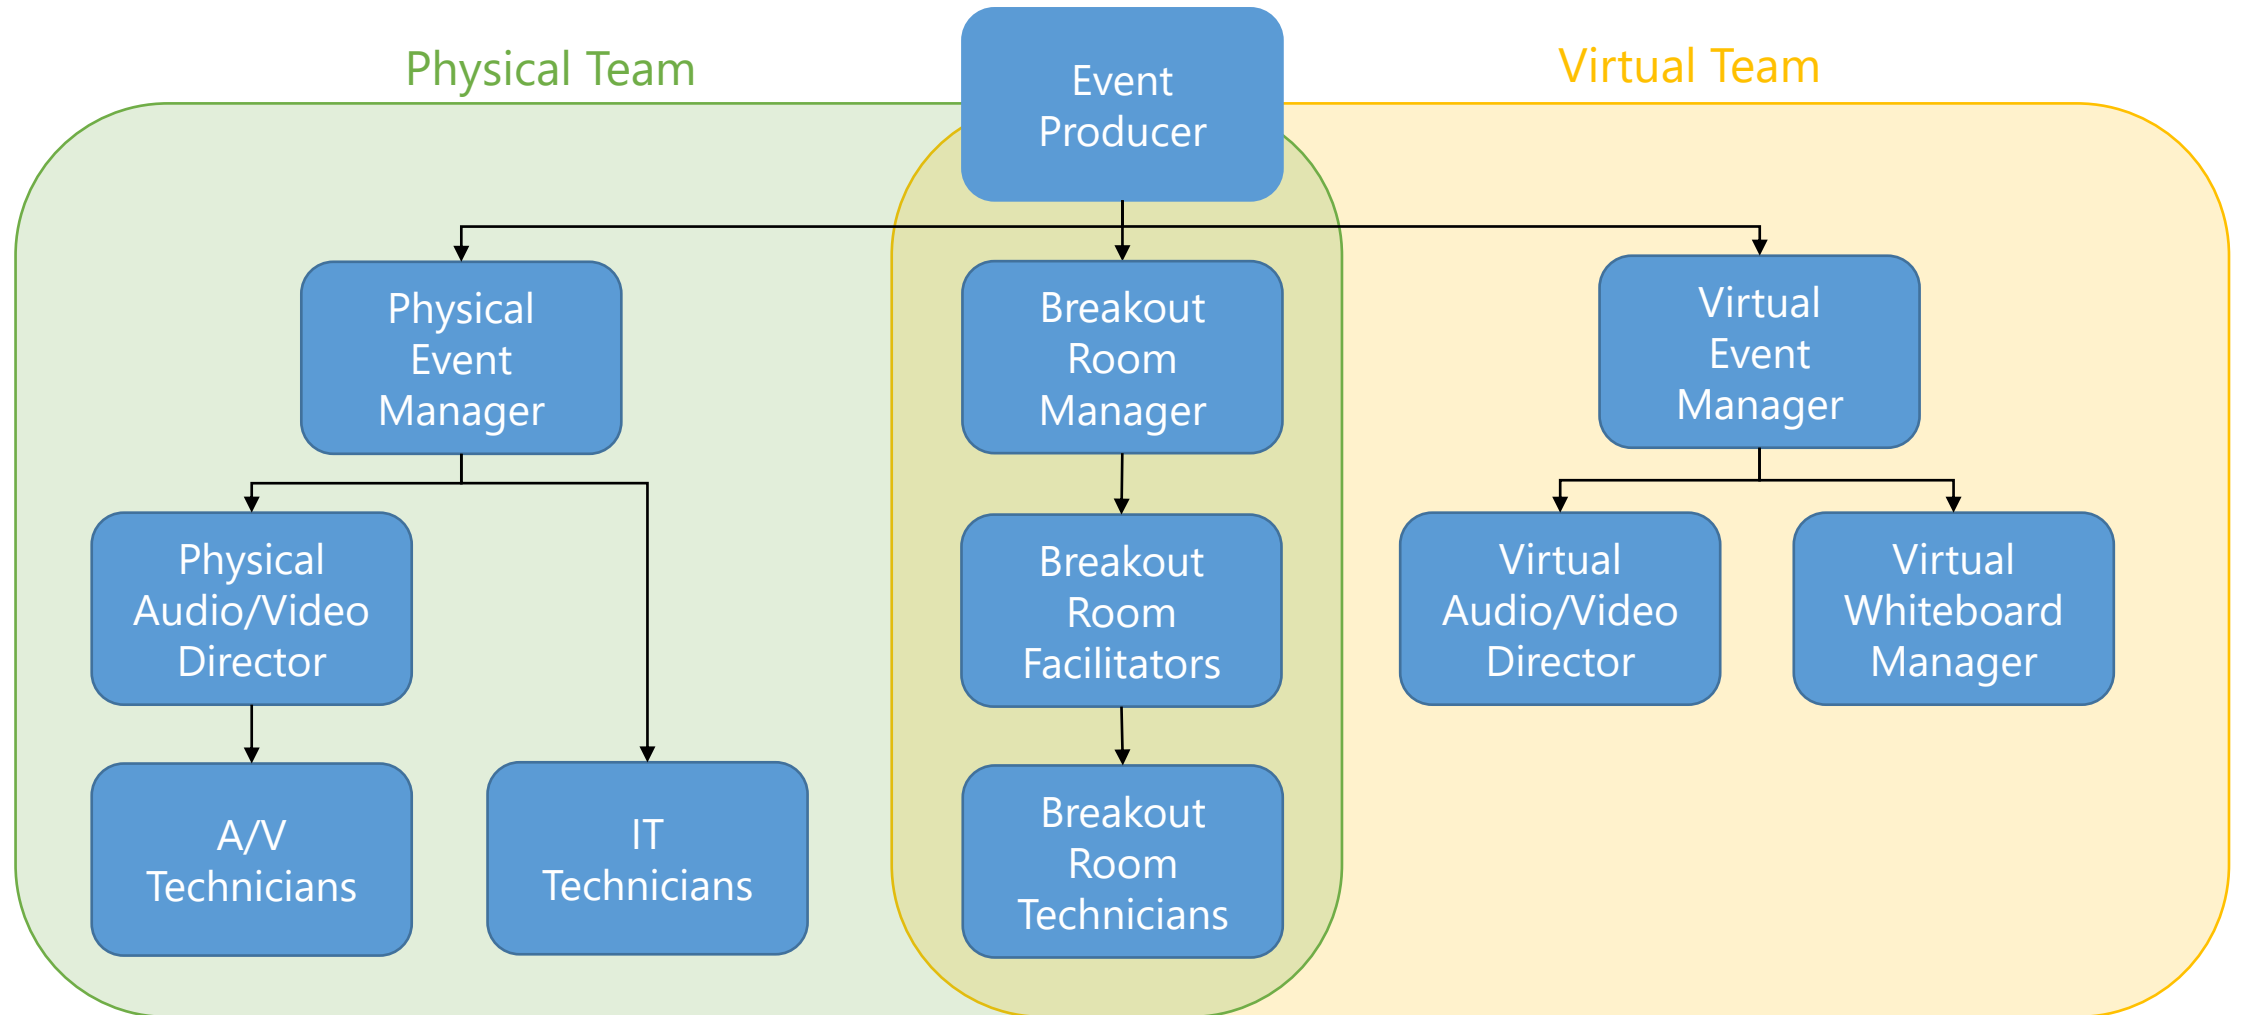 Physical Team
Virtual Team
Event
Producer
Physical
Event
Manager
Breakout
Room
Manager
Virtual
Event
Manager
Physical
Audio/Video
Director
Breakout
Room
Facilitators
Virtual
Audio/Video
Director
Virtual
Whiteboard
Manager
A/V
Technicians
IT
Technicians
Breakout
Room
Technicians